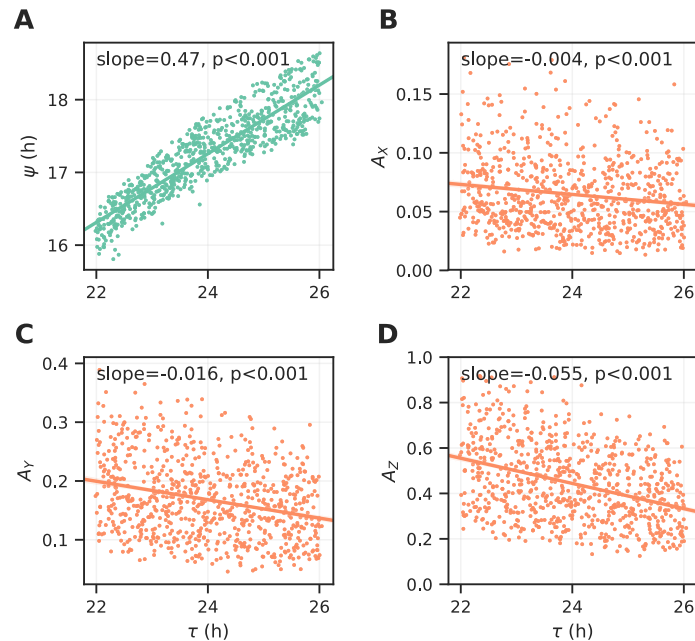 A
B
slope=0.47, p<0.001
slope=-0.004, p<0.001
18
17
16
ψ (h)
22
24
26
0.15
0.10
0.05
0.00
A_X
22
24
26
C
D
slope=-0.016, p<0.001
slope=-0.055, p<0.001
0.4
0.3
0.2
0.1
A_Y
22
24
26
τ (h)
1.0
0.8
0.6
0.4
0.2
0.0
A_Z
22
24
26
τ (h)